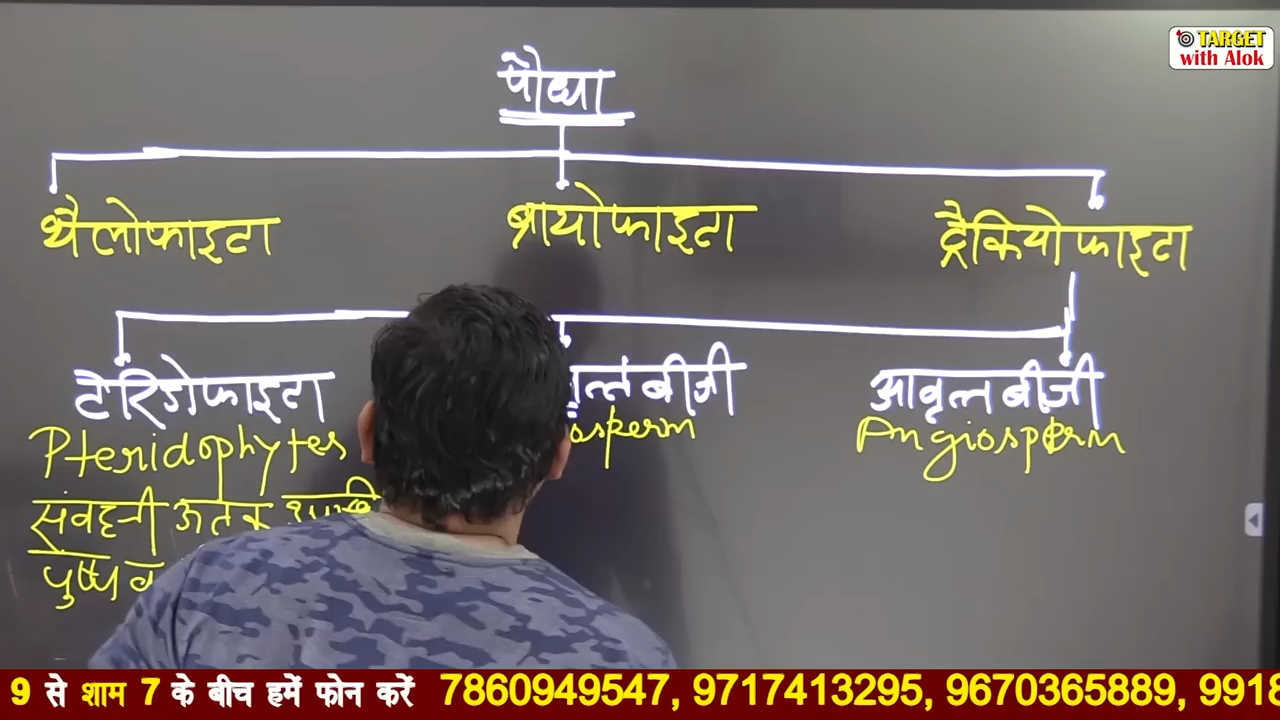 TARGET
with Alok
पौधा
थैलोफाइटा ब्रायोफाइटा ट्रैकियोफाइटा
टेरिडोफाइटा आवृत्तबीजी
Pteridophytes Angiosperm
संवहनी ऊतक
पुष्प व
9 से शाम 7 के बीच हमें फोन करें 7860949547, 9717413295, 9670365889, 9918